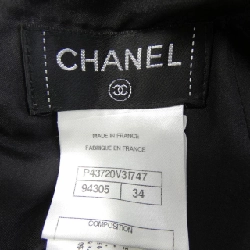 CHANEL
MADE IN FRANCE
FABRIQUE EN FRANCE
P43720V31747
94305 34
COMPOSITION